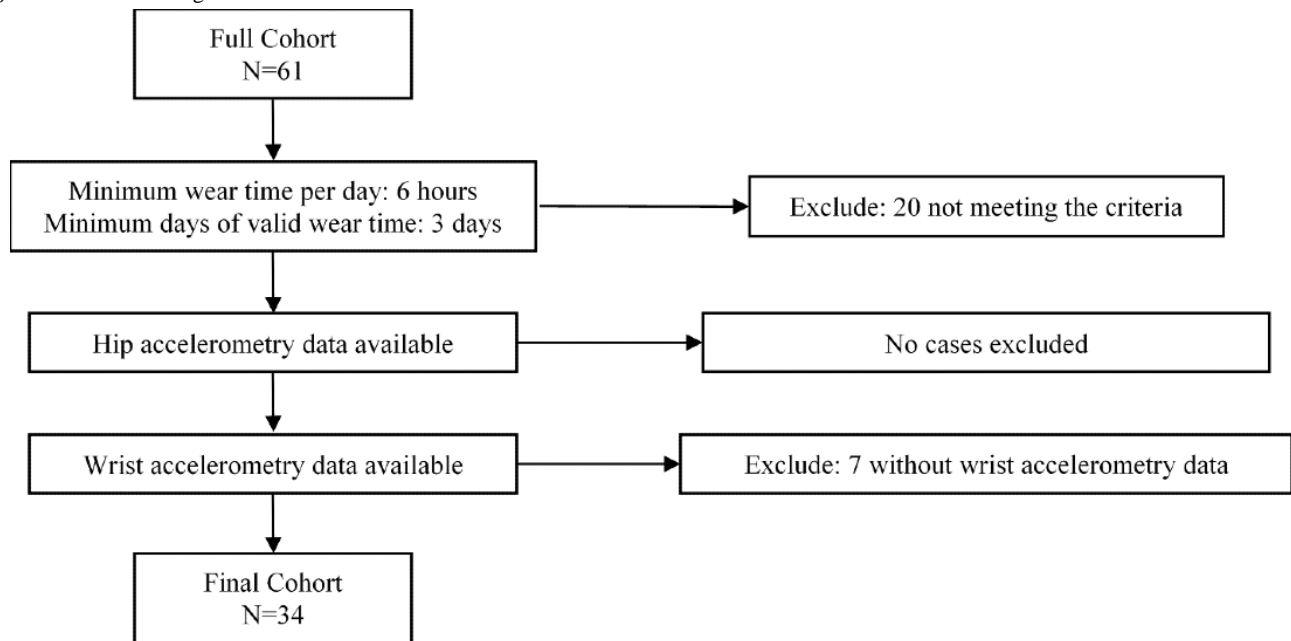 Full Cohort
N=61
Minimum wear time per day: 6 hours
Minimum days of valid wear time: 3 days
Exclude: 20 not meeting the criteria
Hip accelerometry data available
No cases excluded
Wrist accelerometry data available
Exclude: 7 without wrist accelerometry data
Final Cohort
N=34